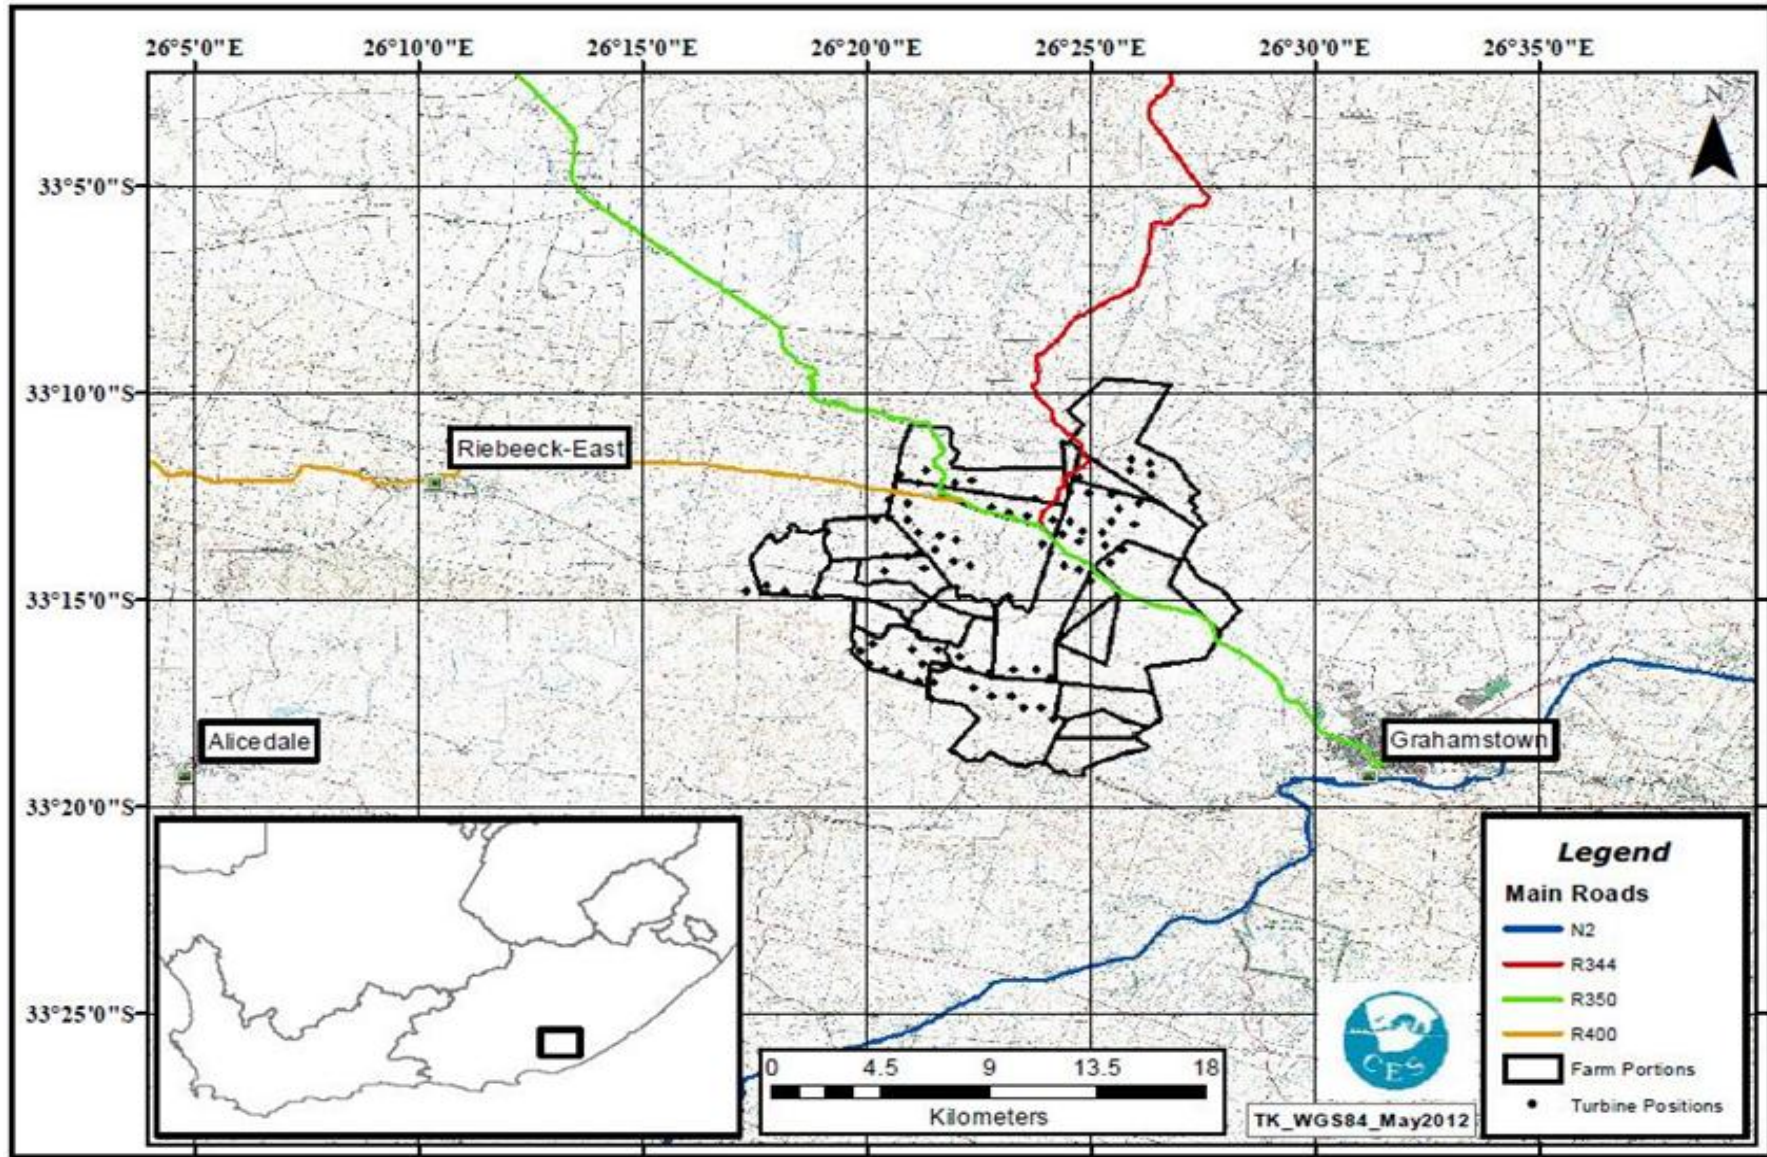 26°5'0"E 26°10'0"E 26°15'0"E 26°20'0"E 26°25'0"E 26°30'0"E 26°35'0"E
N
33°5'0"S
33°10'0"S
Riebeeck-East
33°15'0"S
Alicedale
Grahamstown
33°20'0"S
33°25'0"S
Legend
Main Roads
N2
R344
R350
R400
Farm Portions
Turbine Positions
0 4.5 9 13.5 18
Kilometers
CES
TK_WGS84_May2012